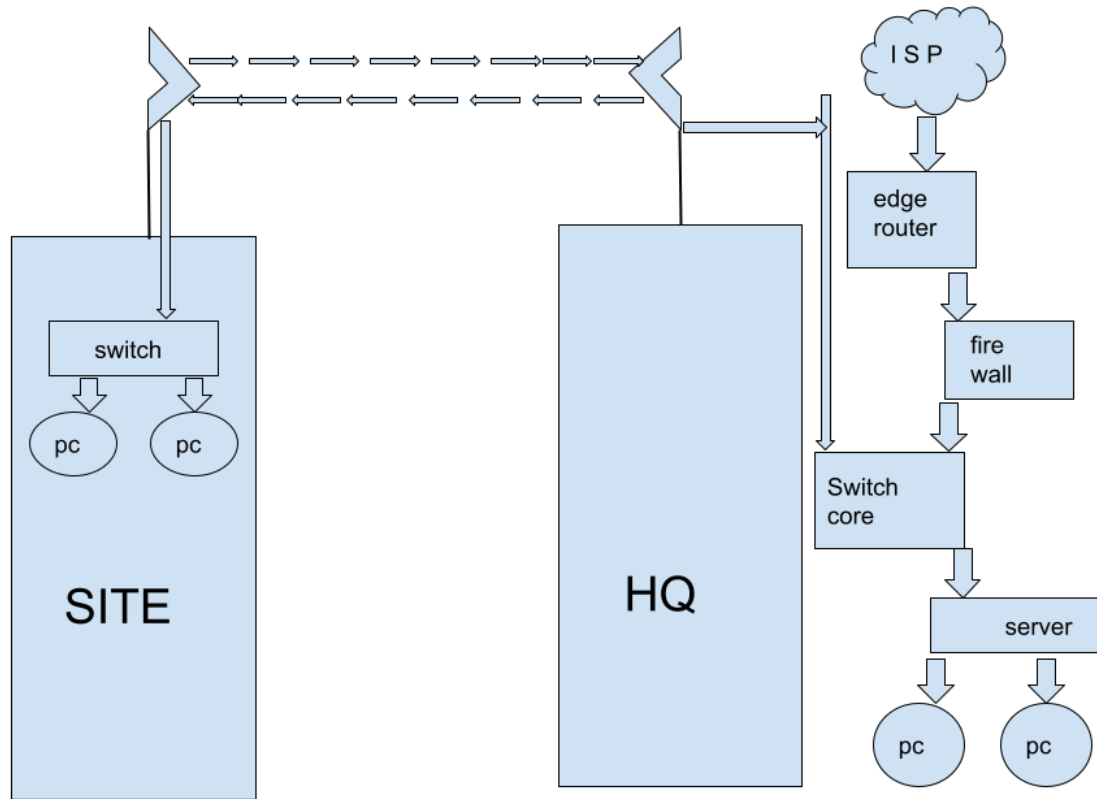 I S P
edge
router
fire
wall
switch
pc
pc
Switch
core
SITE
HQ
server
pc
pc